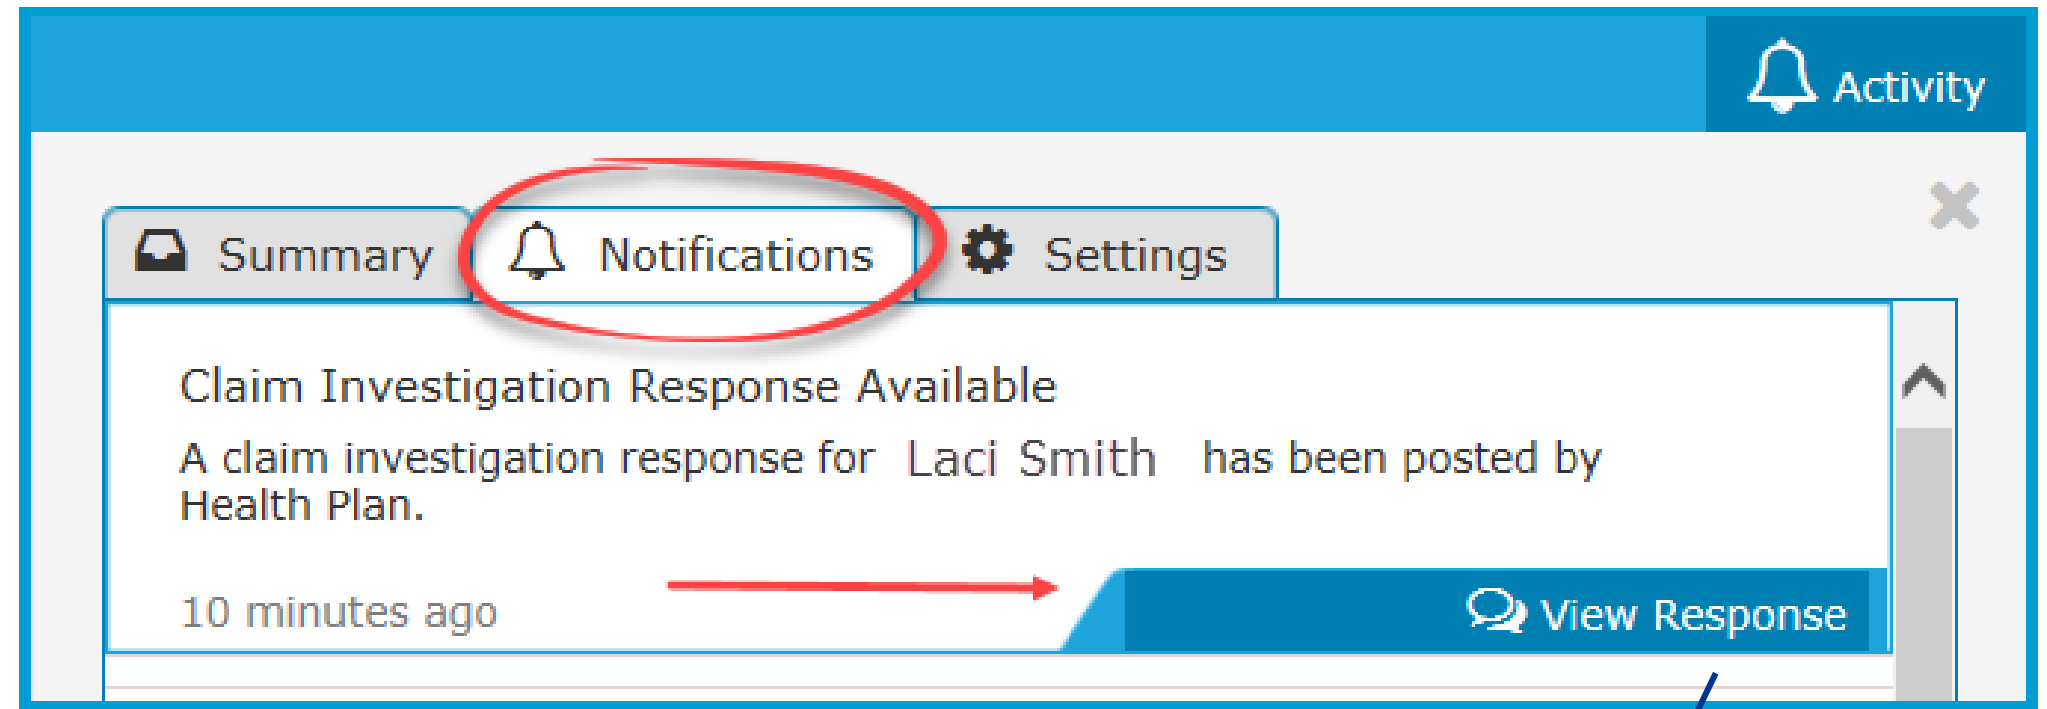 Activity
Summary Notifications Settings
Claim Investigation Response Available
A claim investigation response for Laci Smith has been posted by
Health Plan.
10 minutes ago View Response